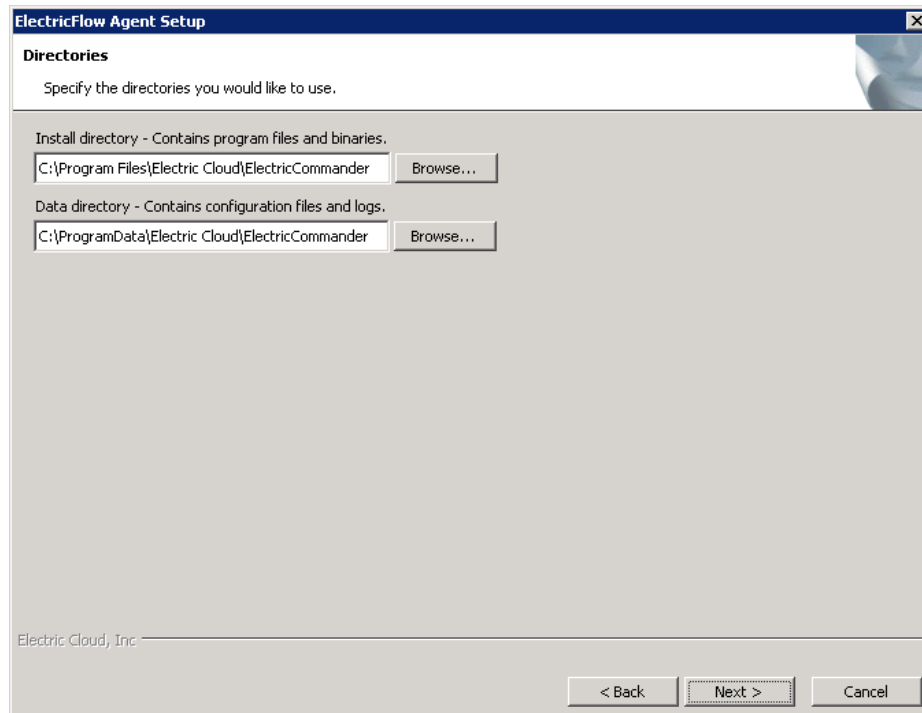 ElectricFlow Agent Setup
Directories
Specify the directories you would like to use.
Install directory - Contains program files and binaries.
C:\Program Files\Electric Cloud\ElectricCommander
Browse...
Data directory - Contains configuration files and logs.
C:\ProgramData\Electric Cloud\ElectricCommander
Browse...
Electric Cloud, Inc
< Back
Next >
Cancel